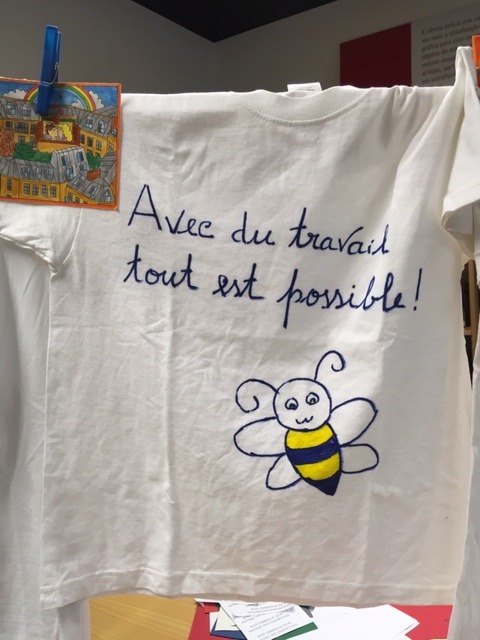 Avec du travail
tout est possible!